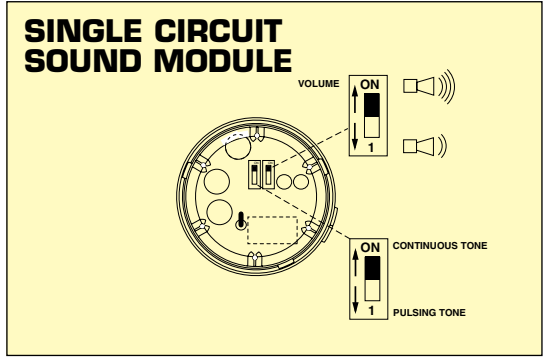 SINGLE CIRCUIT
SOUND MODULE
VOLUME
ON
1
ON
CONTINUOUS TONE
1
PULSING TONE